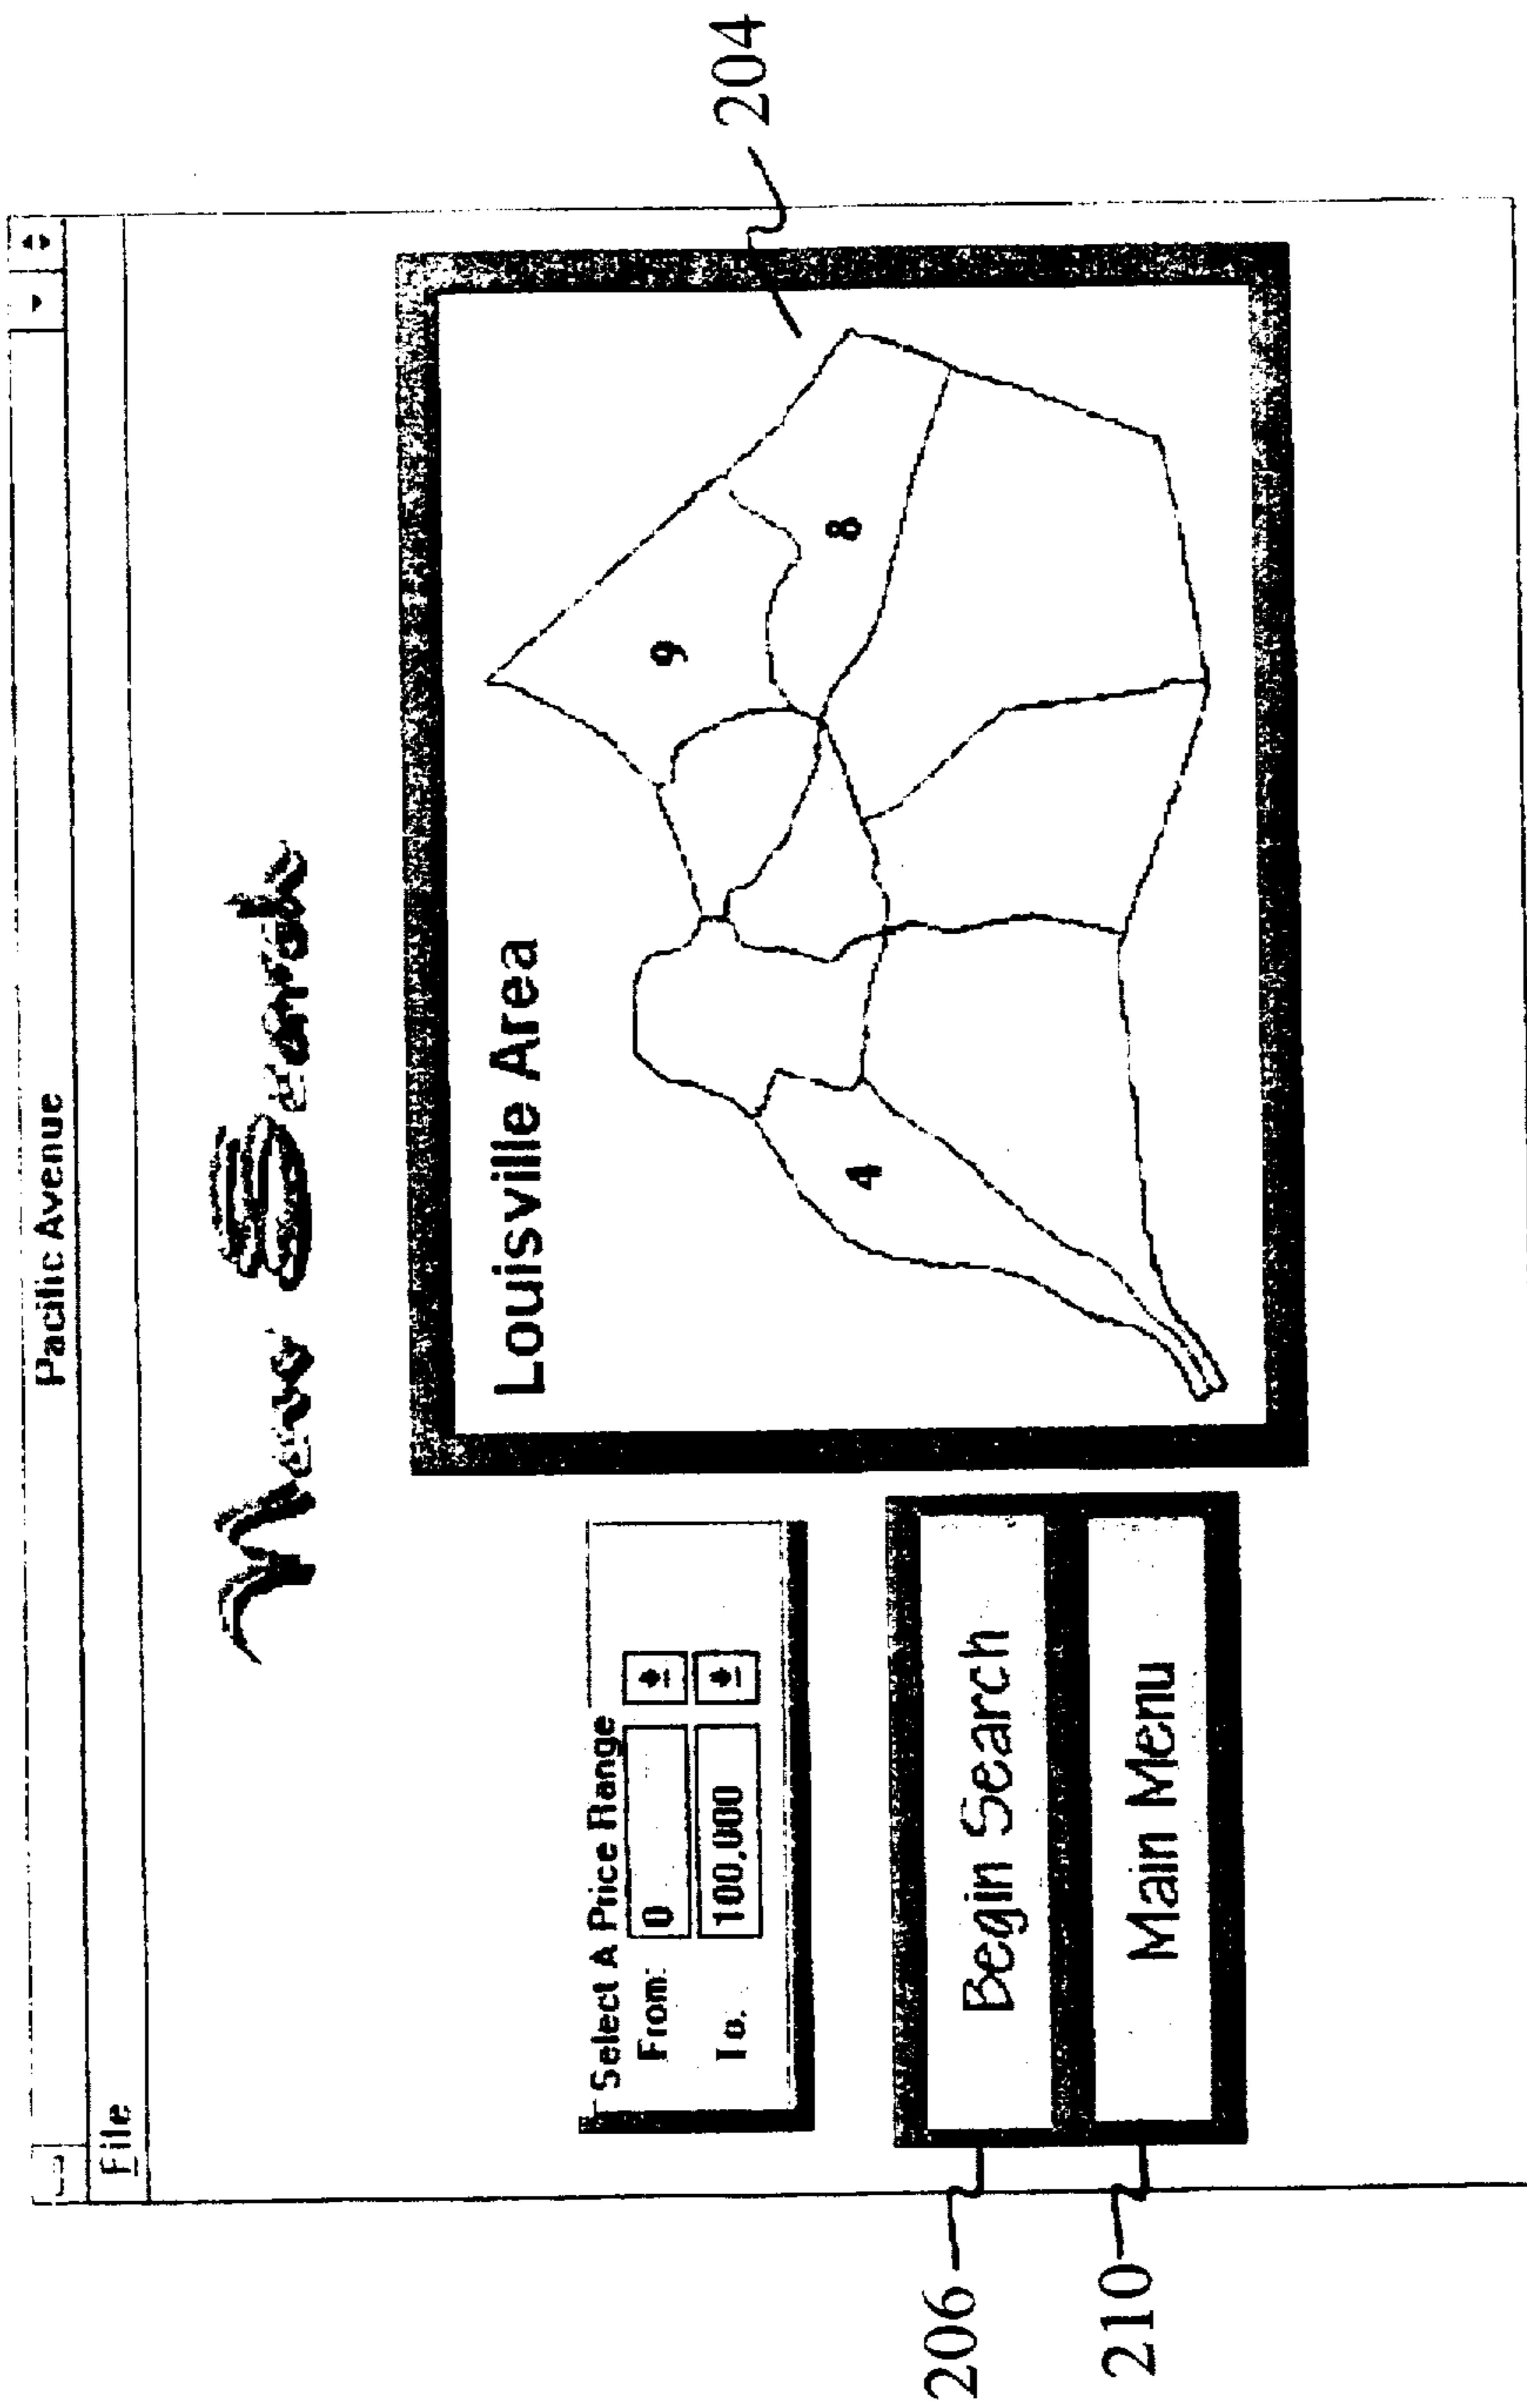 Pacific Avenue
File
New Search
Louisville Area
204
9
8
4
Select A Price Range
From: 0
To: 100,000
206
Begin Search
210
Main Menu